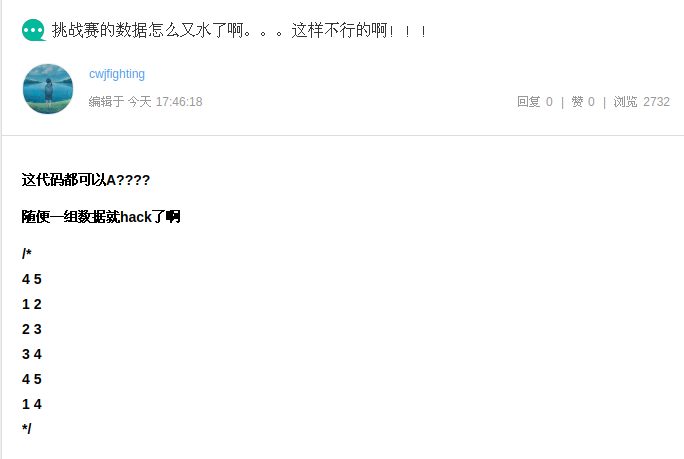 挑战赛的数据怎么又水了啊。。。这样不行的啊！！！
cwjfighting
编辑于 今天 17:46:18
回复 0 | 赞 0 | 浏览 2732
这代码都可以A????
随便一组数据就hack了啊
/*
4 5
1 2
2 3
3 4
4 5
1 4
*/